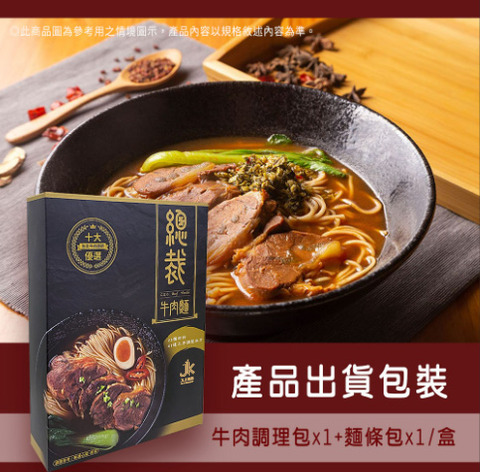 ◎此商品圖為參考用之情境圖示，產品內容以規格敘述內容為準。
十大
優選
總裁
牛肉麵
jk
產品出貨包裝
牛肉調理包x1+麵條包x1/盒